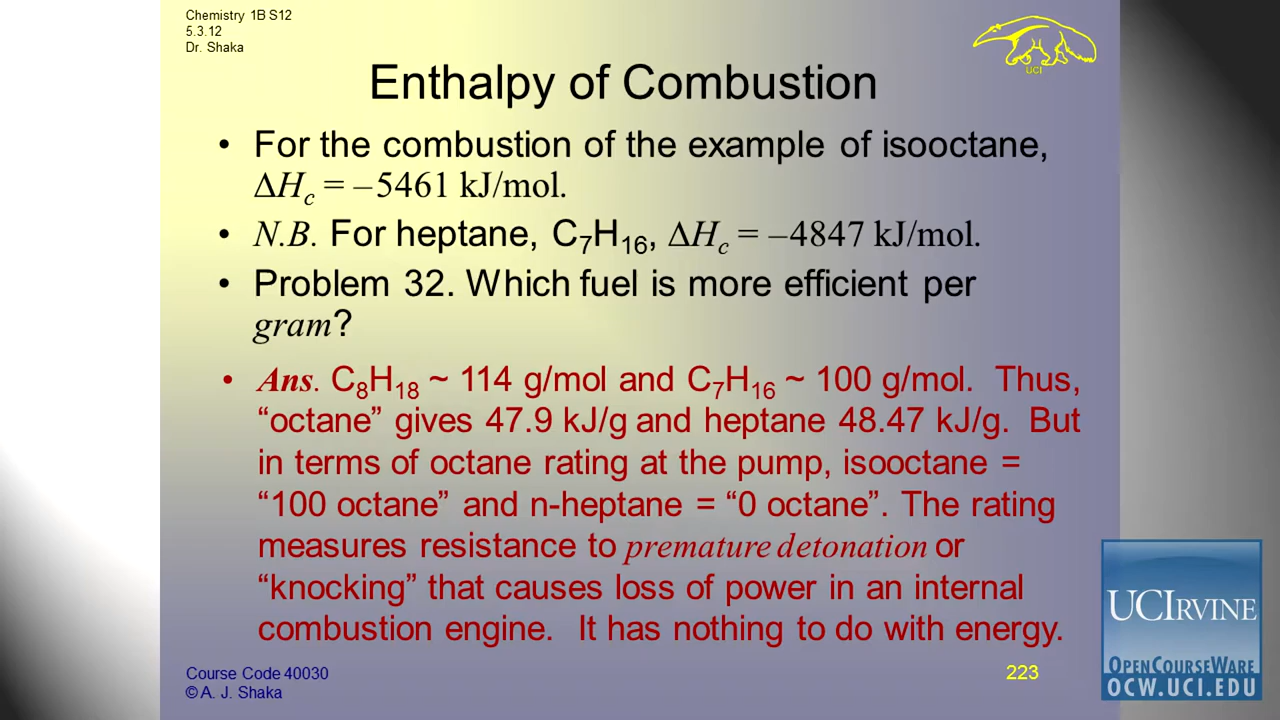 Chemistry 1B S12
5.3.12
Dr. Shaka
UCI
Enthalpy of Combustion
• For the combustion of the example of isooctane,
ΔHc = –5461 kJ/mol.
• N.B. For heptane, C7H16, ΔHc = –4847 kJ/mol.
• Problem 32. Which fuel is more efficient per
gram?
• Ans. C8H18 ~ 114 g/mol and C7H16 ~ 100 g/mol. Thus,
“octane” gives 47.9 kJ/g and heptane 48.47 kJ/g. But
in terms of octane rating at the pump, isooctane =
“100 octane” and n-heptane = “0 octane”. The rating
measures resistance to premature detonation or
“knocking” that causes loss of power in an internal
combustion engine. It has nothing to do with energy.
Course Code 40030
© A. J. Shaka
223
UCIRVINE
OPENCOURSEWARE
OCW.UCI.EDU